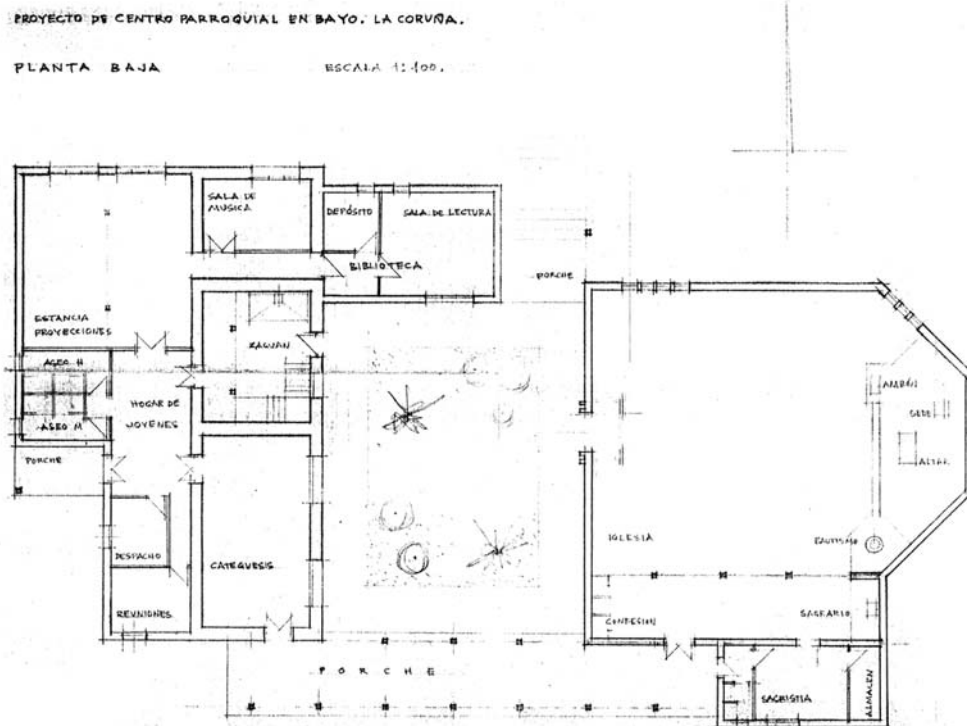 PROYECTO DE CENTRO PARROQUIAL EN BAYO. LA CORUÑA.
PLANTA BAJA
ESCALA 1:100.
SALA DE
MUSICA
DEPÓSITO
SALA DE LECTURA
BIBLIOTECA
PORCHE
ESTANCIA
PROYECCIONES
ZAGUAN
ASEO H
HOGAR DE
JOVENES
ASEO M
PORCHE
AMBÓN
SEDE
ALTAR
DESPACHO
CATEQUESIS
IGLESIA
BAUTISMO
REUNIONES
CONFESION
SAGRARIO
PORCHE
SACRISTIA
ALMACEN